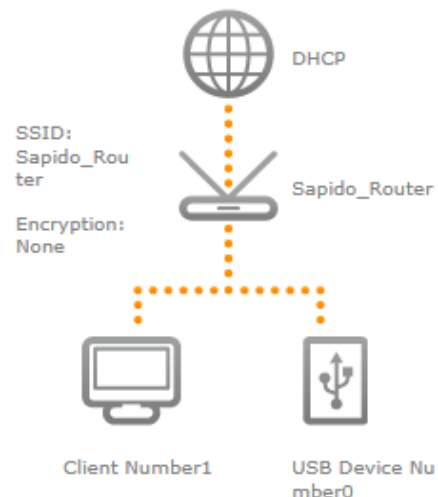 DHCP
SSID:
Sapido_Rou
ter
Sapido_Router
Encryption:
None
Client Number1
USB Device Nu
mber0